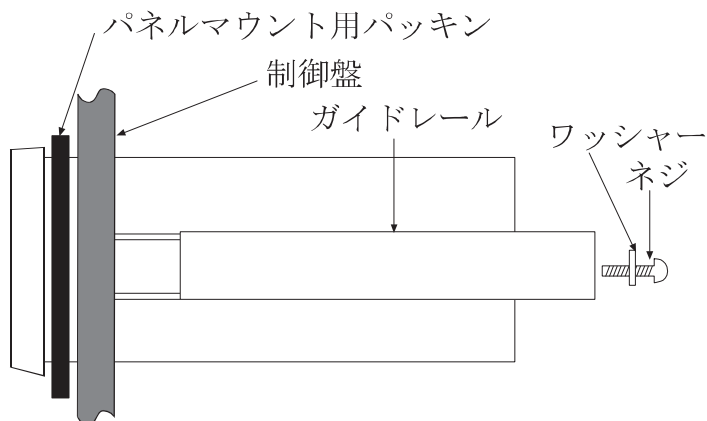 パネルマウント用パッキン
制御盤
ガイドレール
ワッシャー
ネジ